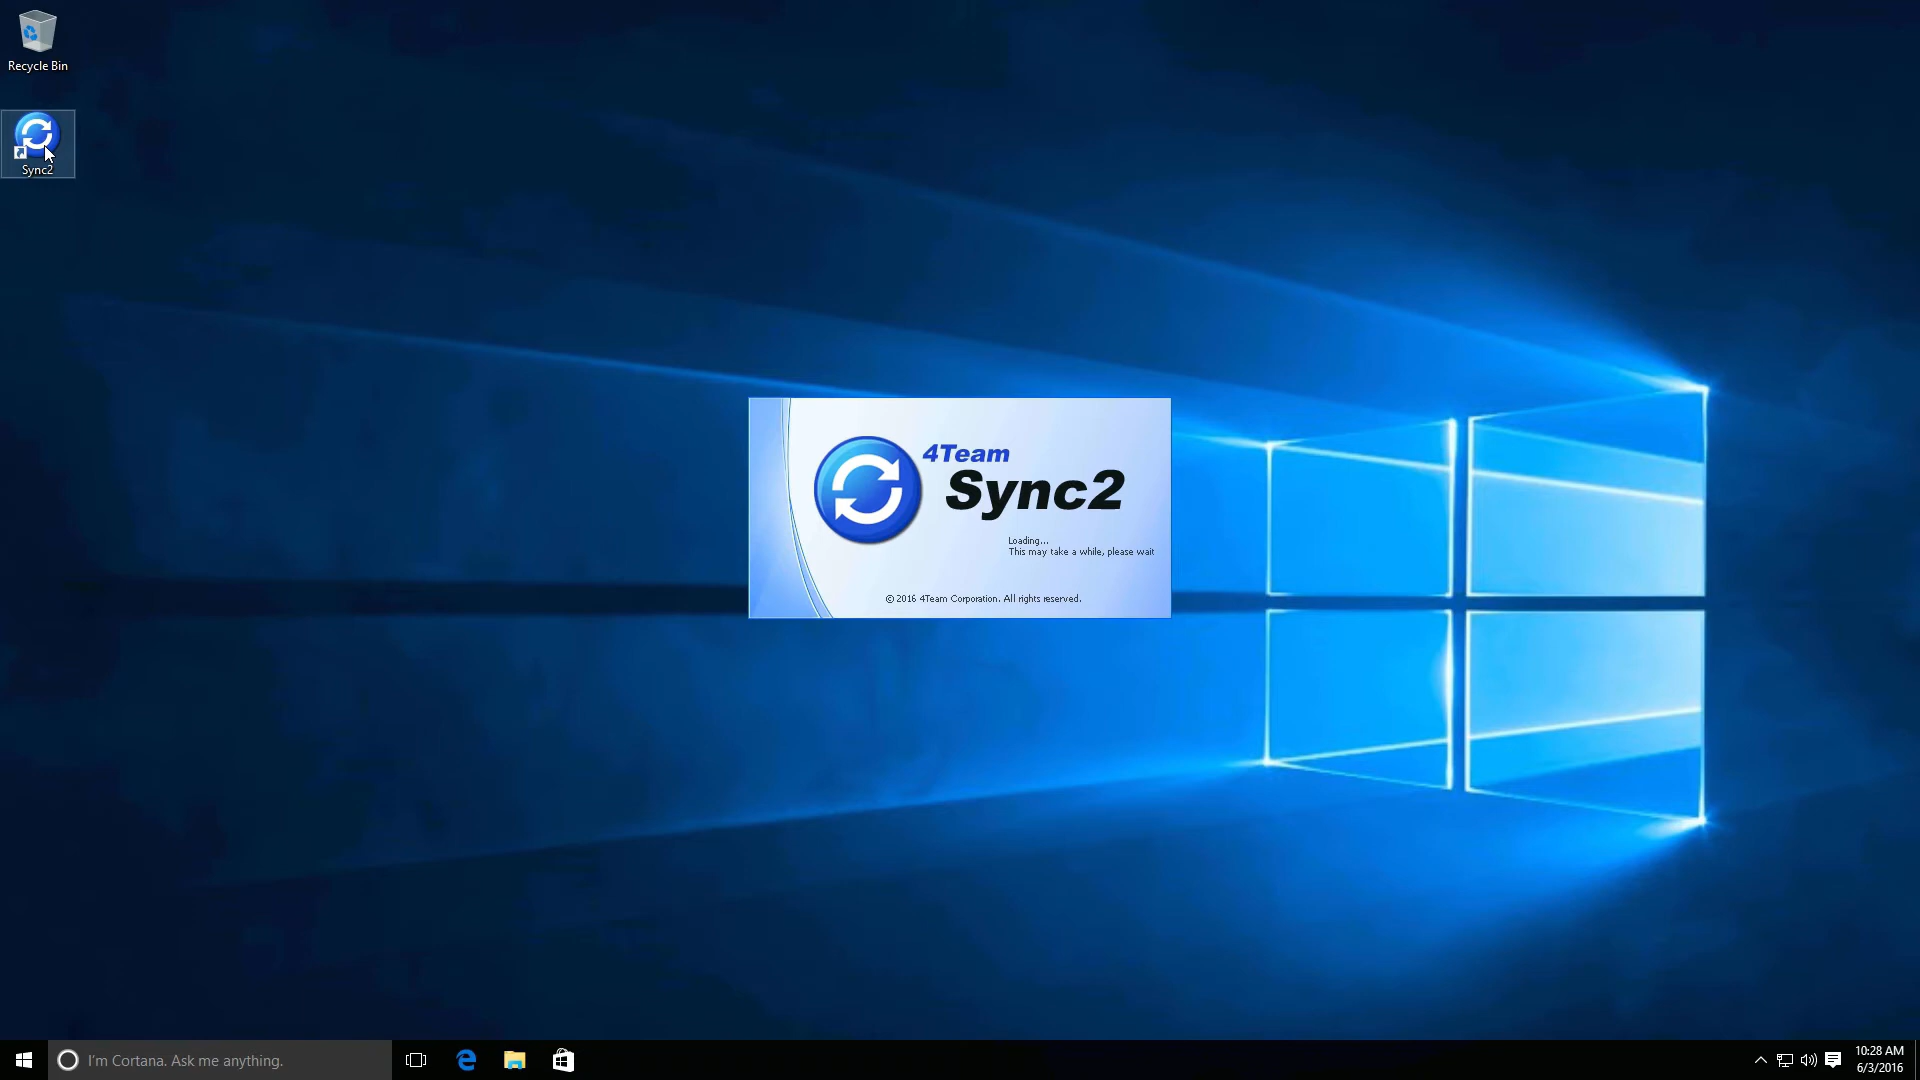 Recycle Bin
Sync2
4Team
Sync2
Loading...
This may take a while, please wait
© 2016 4Team Corporation. All rights reserved.
I'm Cortana. Ask me anything.
10:28 AM
6/3/2016